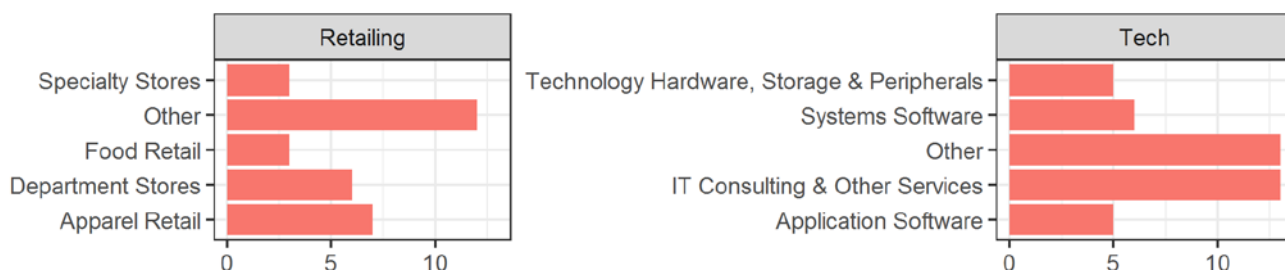 Retailing
Specialty Stores
Other
Food Retail
Department Stores
Apparel Retail
0 5 10
Tech
Technology Hardware, Storage & Peripherals
Systems Software
Other
IT Consulting & Other Services
Application Software
0 5 10